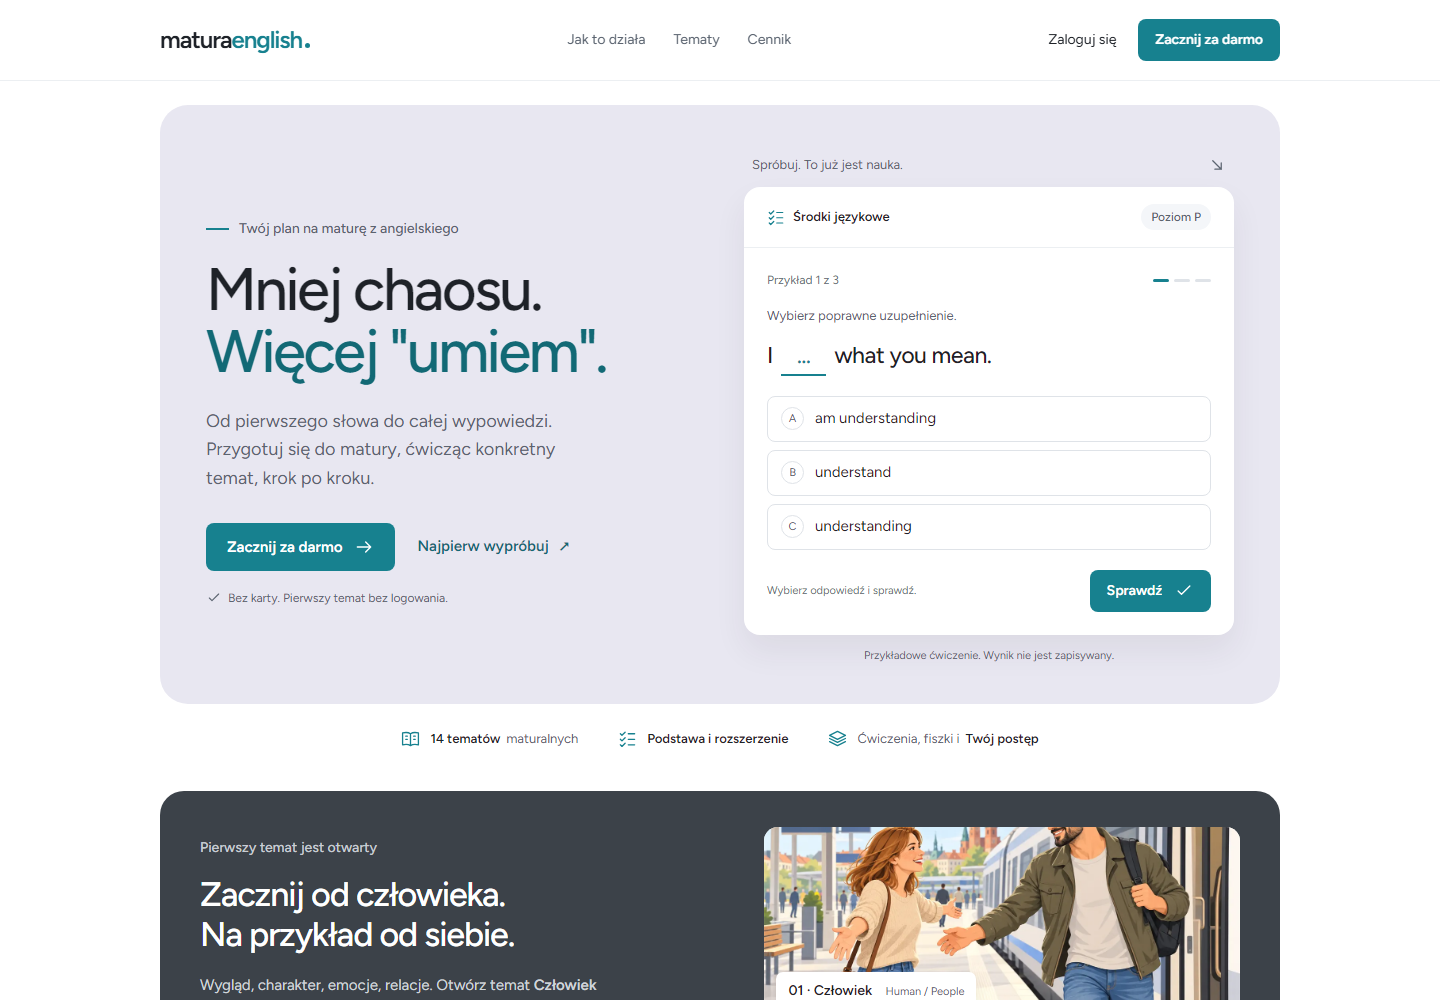 maturaenglish.
Jak to działa
Tematy
Cennik
Zaloguj się
Zacznij za darmo
Twój plan na maturę z angielskiego
Mniej chaosu.
Więcej "umiem".
Od pierwszego słowa do całej wypowiedzi.
Przygotuj się do matury, ćwicząc konkretny
temat, krok po kroku.
Zacznij za darmo
Najpierw wypróbuj
Bez karty. Pierwszy temat bez logowania.
Spróbuj. To już jest nauka.
Środki językowe
Poziom P
Przykład 1 z 3
Wybierz poprawne uzupełnienie.
I ... what you mean.
A am understanding
B understand
C understanding
Wybierz odpowiedź i sprawdź.
Sprawdź
Przykładowe ćwiczenie. Wynik nie jest zapisywany.
14 tematów maturalnych
Podstawa i rozszerzenie
Ćwiczenia, fiszki i Twój postęp
Pierwszy temat jest otwarty
Zacznij od człowieka.
Na przykład od siebie.
Wygląd, charakter, emocje, relacje. Otwórz temat Człowiek
01 · Człowiek Human / People